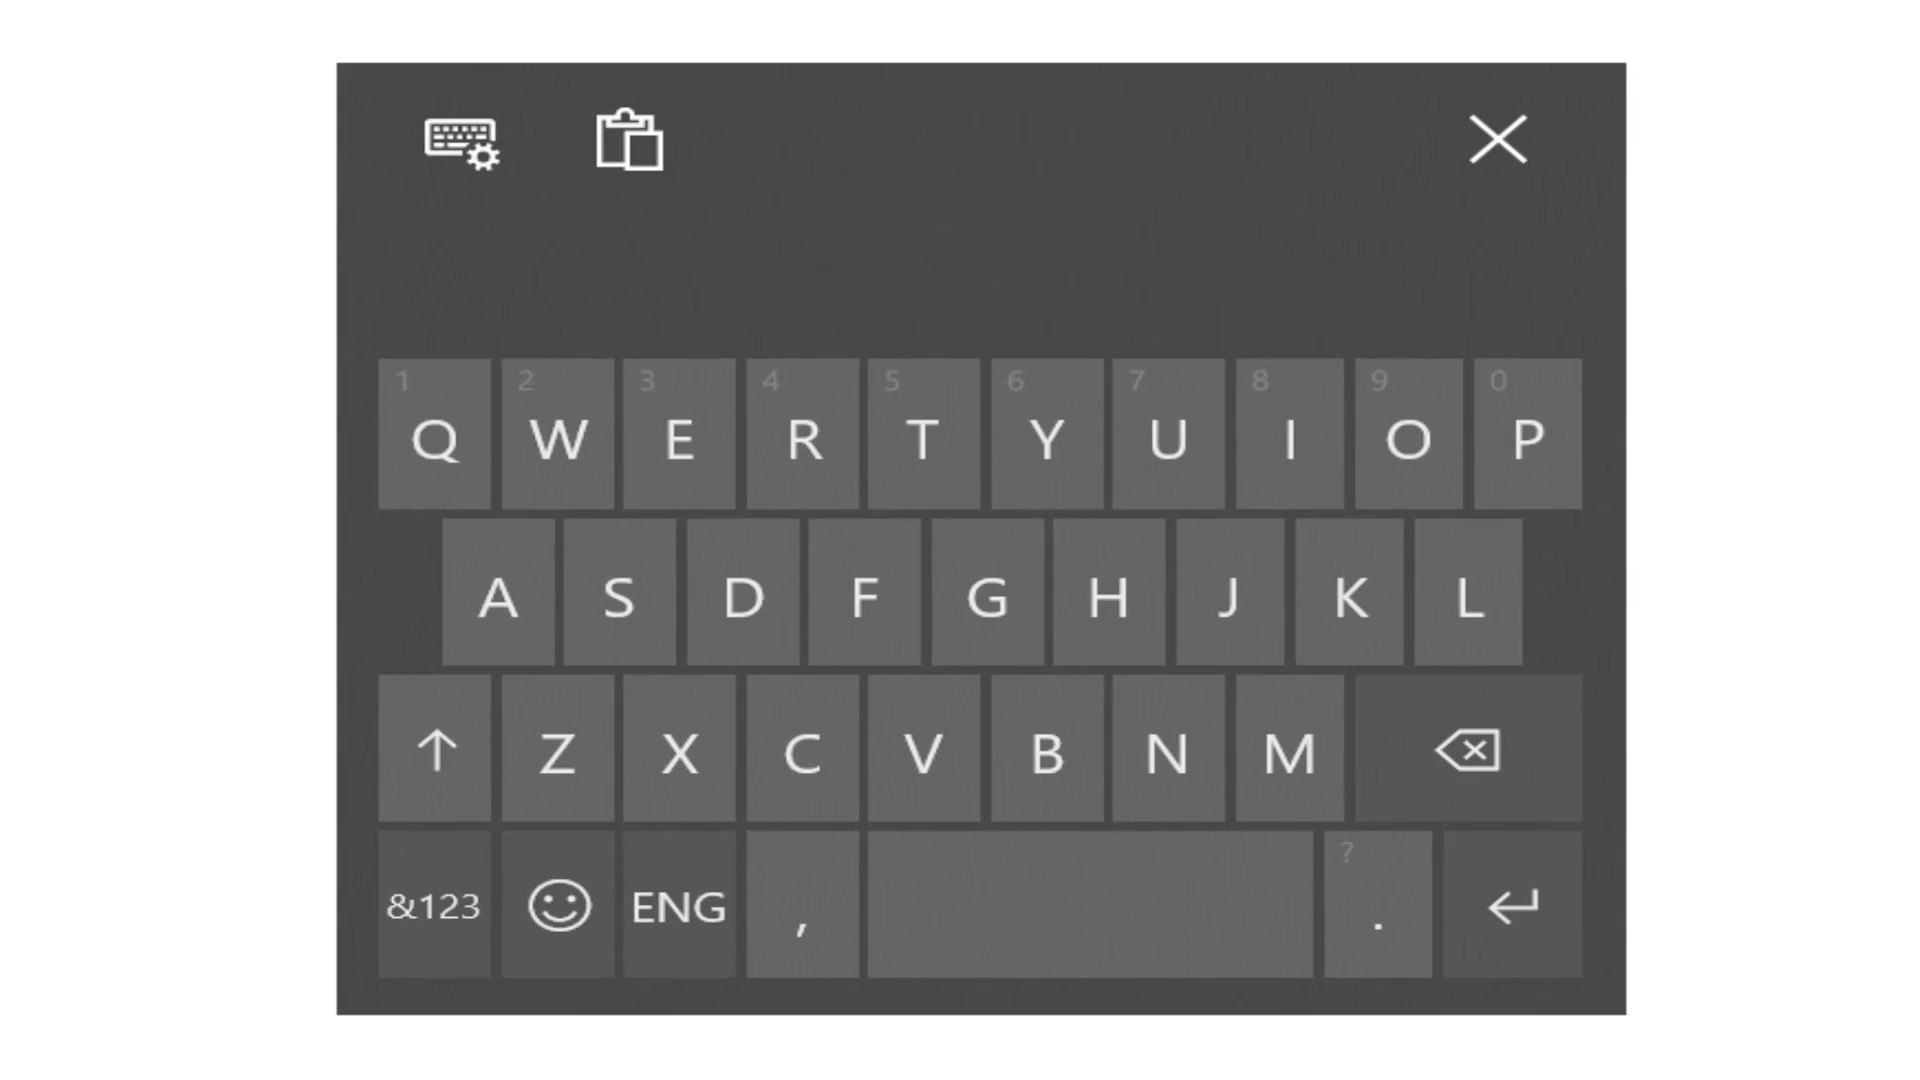 1 2 3 4 5 6 7 8 9 0
Q W E R T Y U I O P
A S D F G H J K L
Z X C V B N M
?
&123 ENG , .